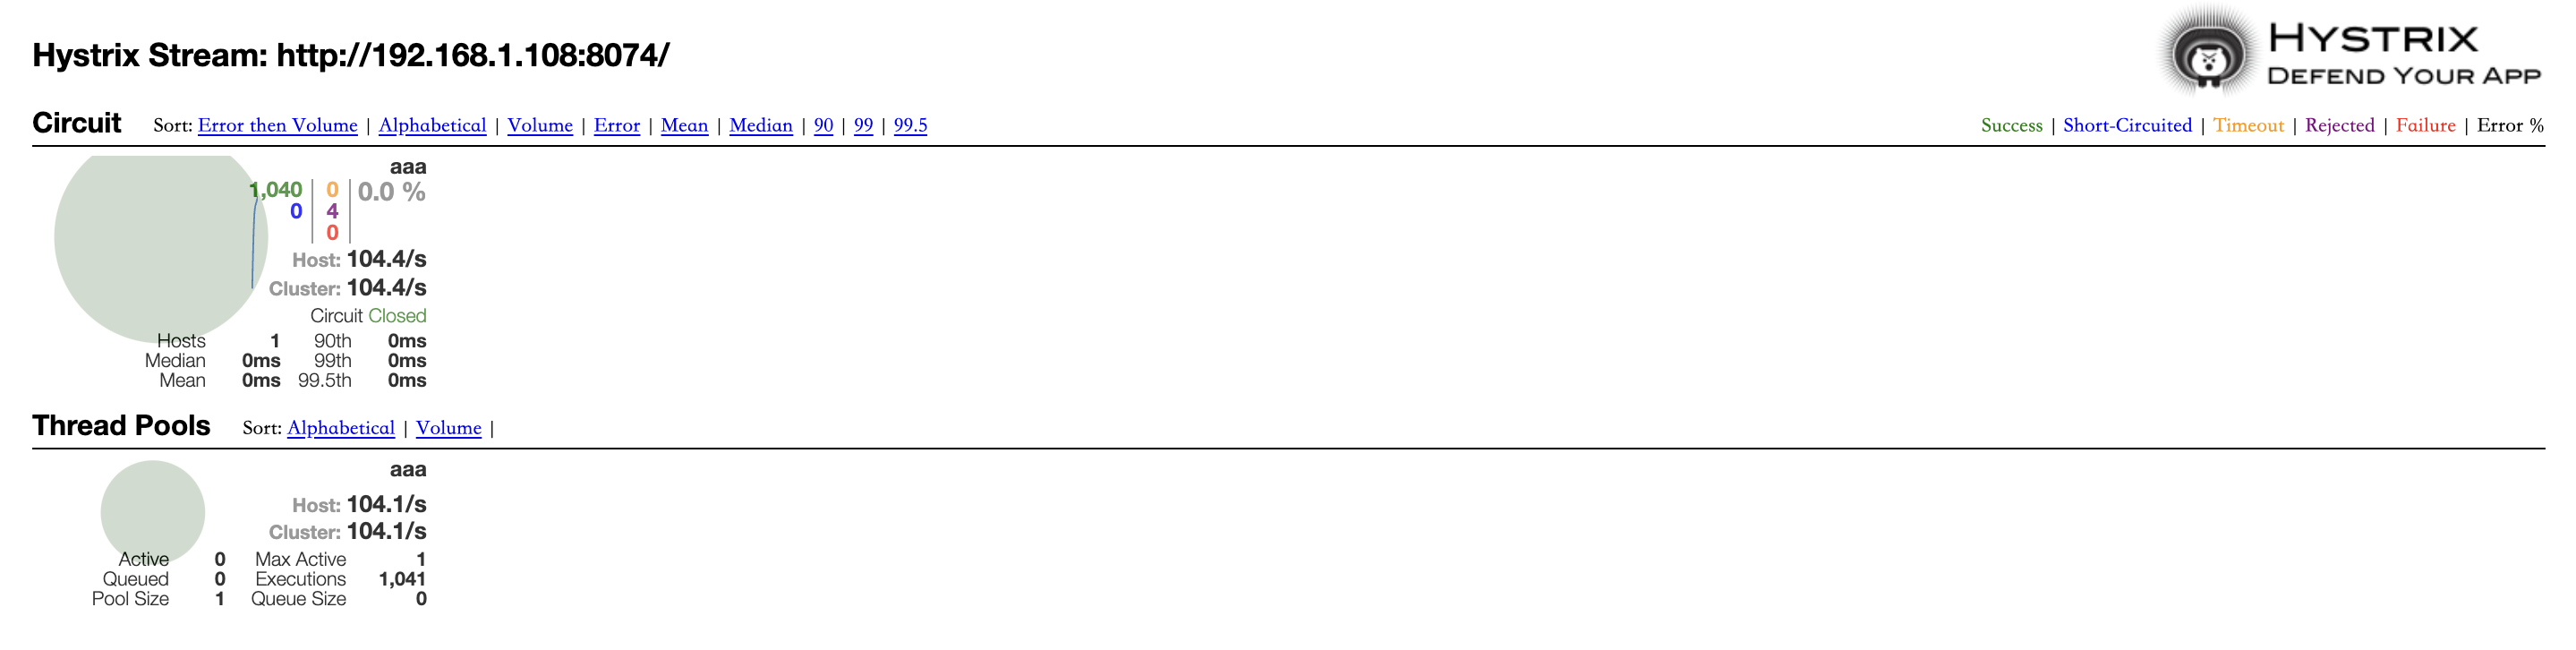 Hystrix Stream: http://192.168.1.108:8074/
HYSTRIX
DEFEND YOUR APP
Circuit Sort: Error then Volume | Alphabetical | Volume | Error | Mean | Median | 90 | 99 | 99.5
Success | Short-Circuited | Timeout | Rejected | Failure | Error %
aaa
1,040 0 0.0 %
0 4
0
Host: 104.4/s
Cluster: 104.4/s
Circuit Closed
Hosts 1 90th 0ms
Median 0ms 99th 0ms
Mean 0ms 99.5th 0ms
Thread Pools Sort: Alphabetical | Volume |
aaa
Host: 104.1/s
Cluster: 104.1/s
Active 0 Max Active 1
Queued 0 Executions 1,041
Pool Size 1 Queue Size 0